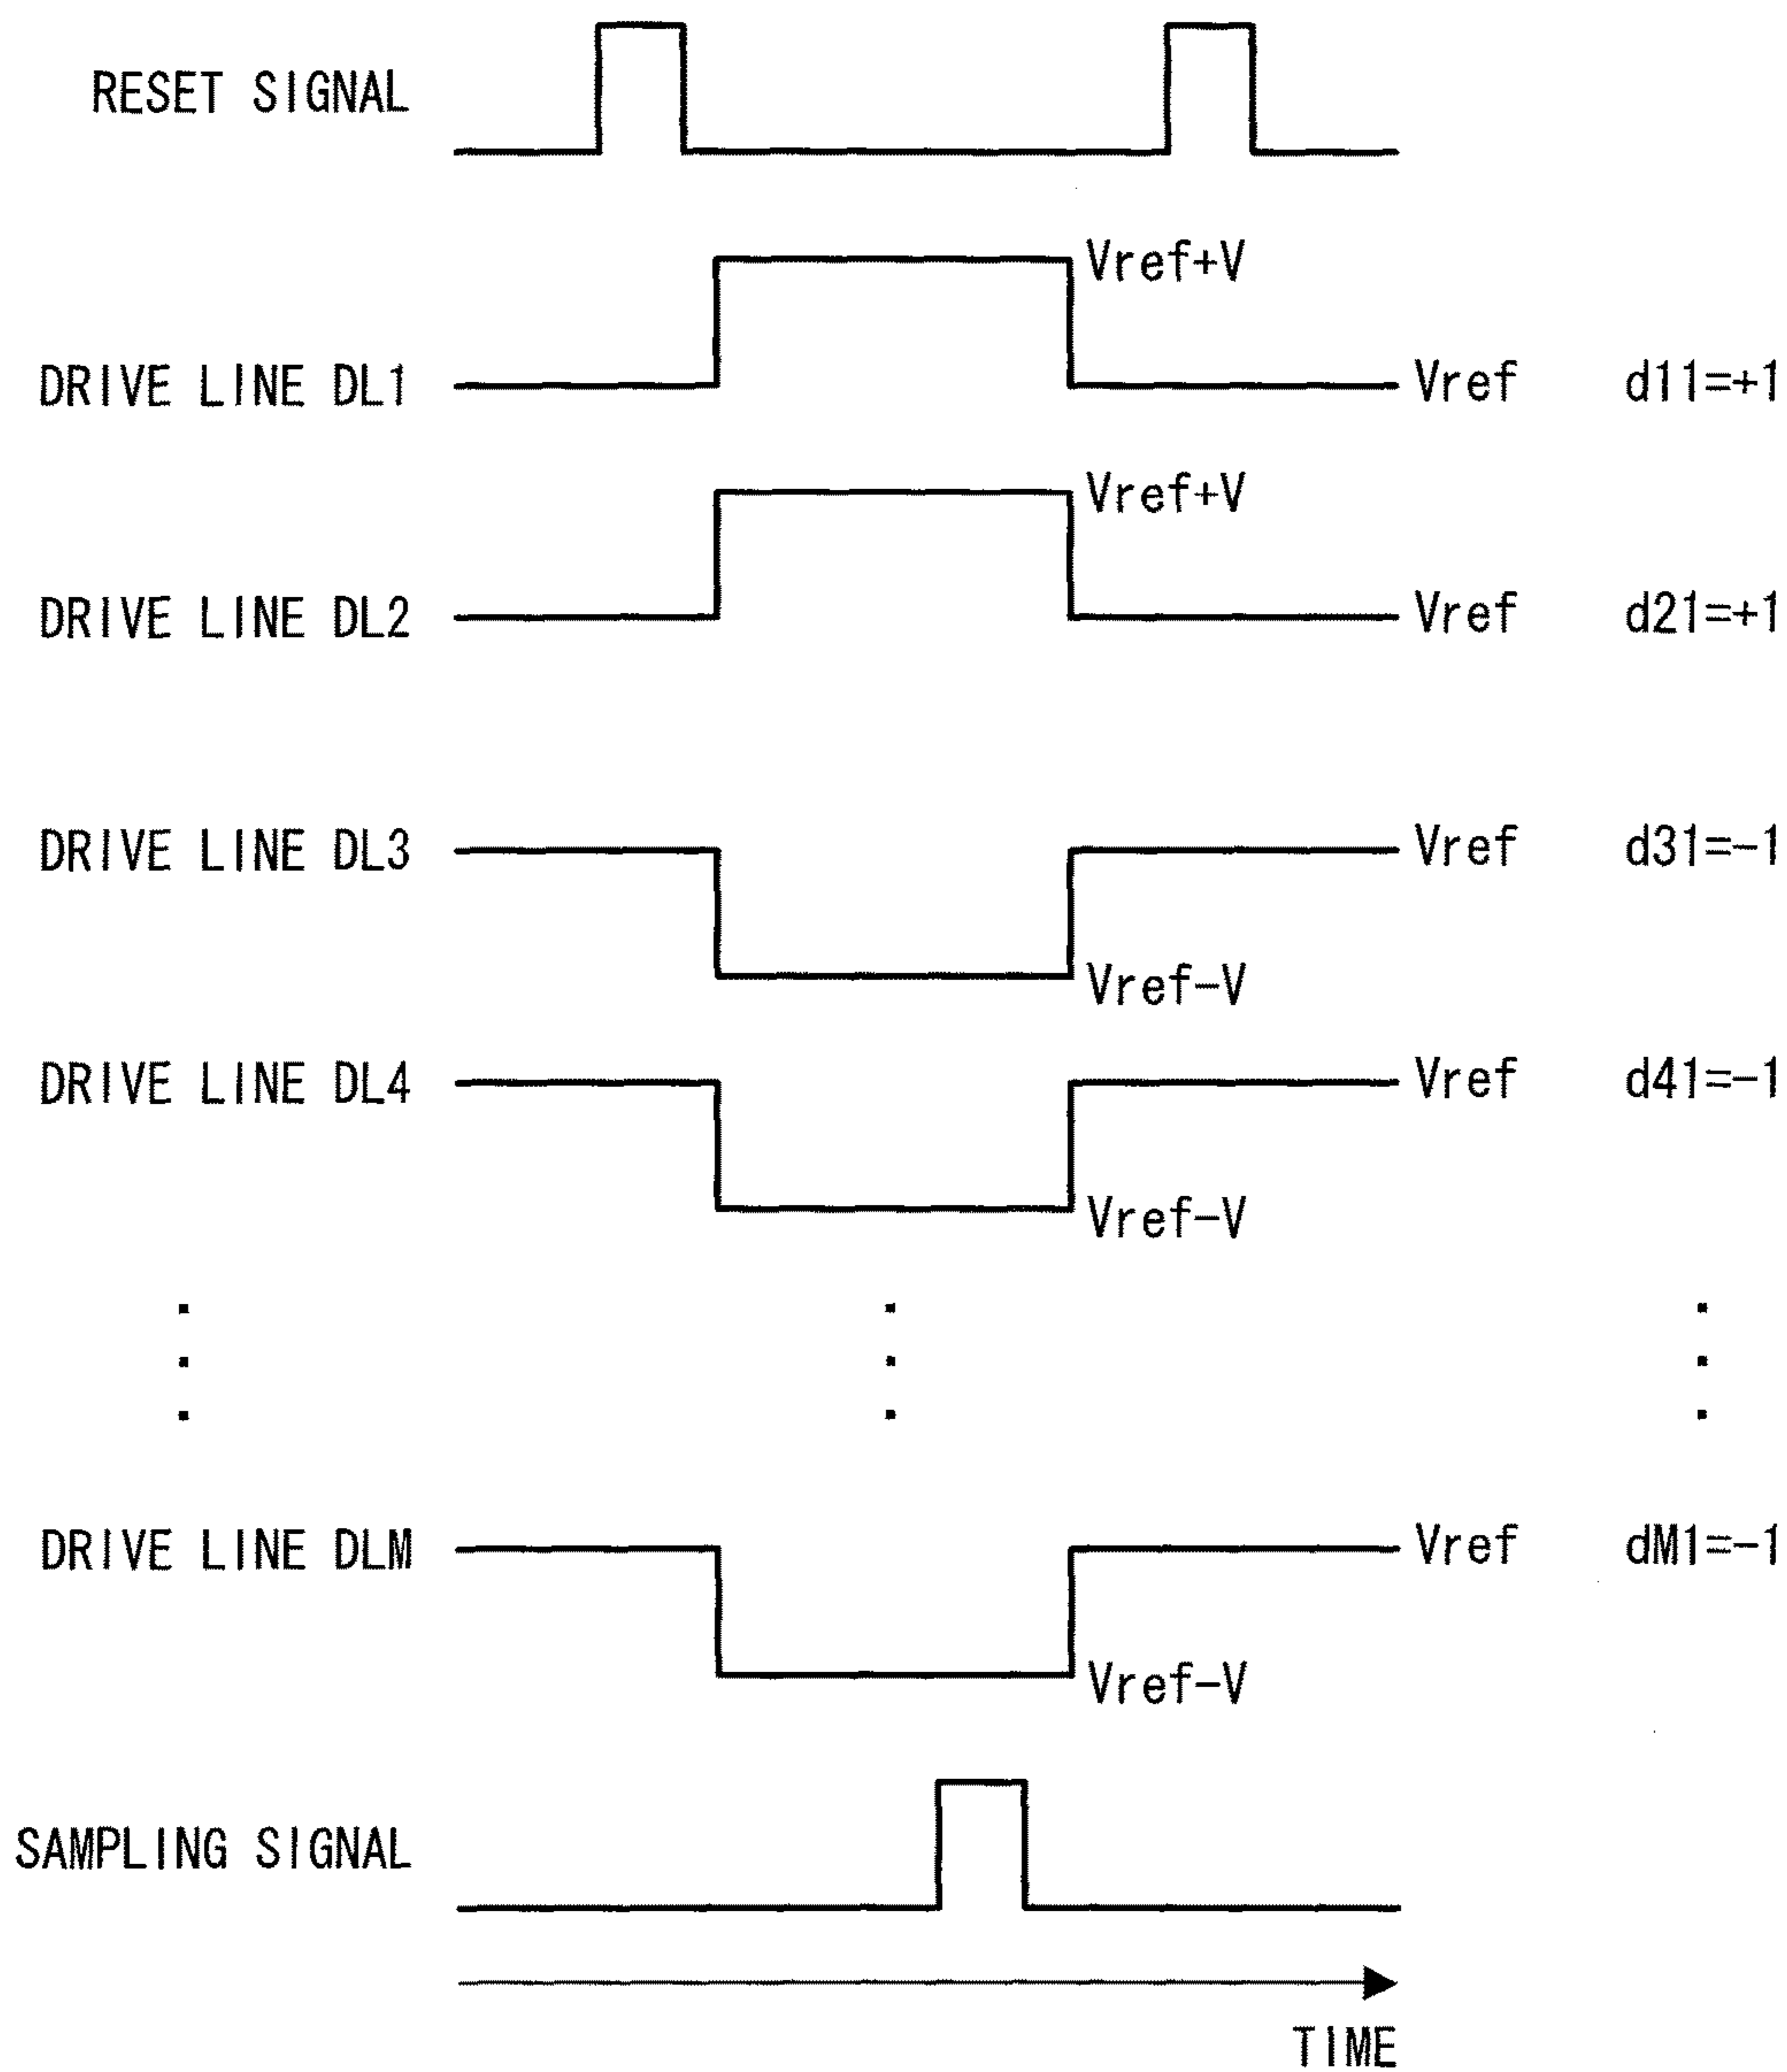 RESET SIGNAL
Vref+V
DRIVE LINE DL1 Vref d11=+1
Vref+V
DRIVE LINE DL2 Vref d21=+1
DRIVE LINE DL3 Vref d31=-1
Vref-V
DRIVE LINE DL4 Vref d41=-1
Vref-V
DRIVE LINE DLM Vref dM1=-1
Vref-V
SAMPLING SIGNAL
TIME